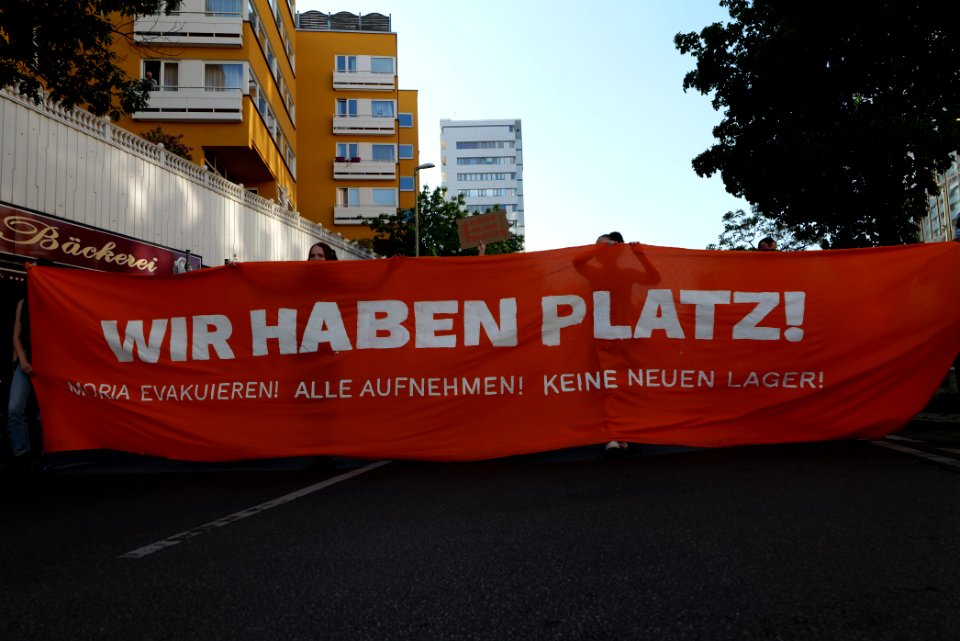 Bäckerei
WIR HABEN PLATZ!
MORIA EVAKUIEREN! ALLE AUFNEHMEN! KEINE NEUEN LAGER!